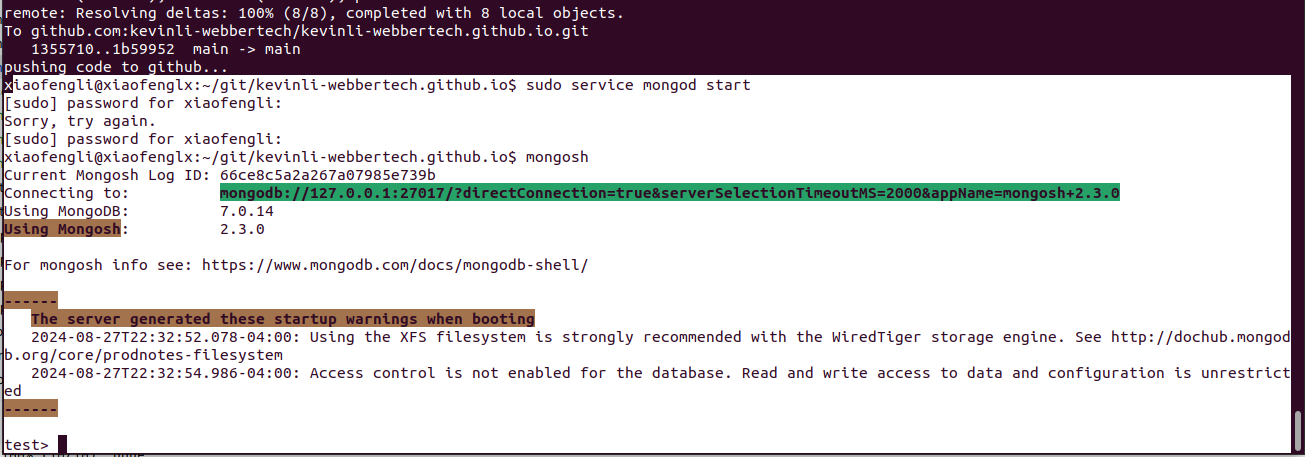 remote: Resolving deltas: 100% (8/8), completed with 8 local objects.
To github.com:kevinli-webbertech/kevinli-webbertech.github.io.git
1355710..1b59952  main -> main
pushing code to github...
xiaofengli@xiaofenglx:~/git/kevinli-webbertech.github.io$ sudo service mongod start
[sudo] password for xiaofengli:
Sorry, try again.
[sudo] password for xiaofengli:
xiaofengli@xiaofenglx:~/git/kevinli-webbertech.github.io$ mongosh
Current Mongosh Log ID: 66ce8c5a2a267a07985e739b
Connecting to:          mongodb://127.0.0.1:27017/?directConnection=true&serverSelectionTimeoutMS=2000&appName=mongosh+2.3.0
Using MongoDB:          7.0.14
Using Mongosh:          2.3.0
For mongosh info see: https://www.mongodb.com/docs/mongodb-shell/
------
The server generated these startup warnings when booting
2024-08-27T22:32:52.078-04:00: Using the XFS filesystem is strongly recommended with the WiredTiger storage engine. See http://dochub.mongod
b.org/core/prodnotes-filesystem
2024-08-27T22:32:54.986-04:00: Access control is not enabled for the database. Read and write access to data and configuration is unrestrict
ed
------
test>